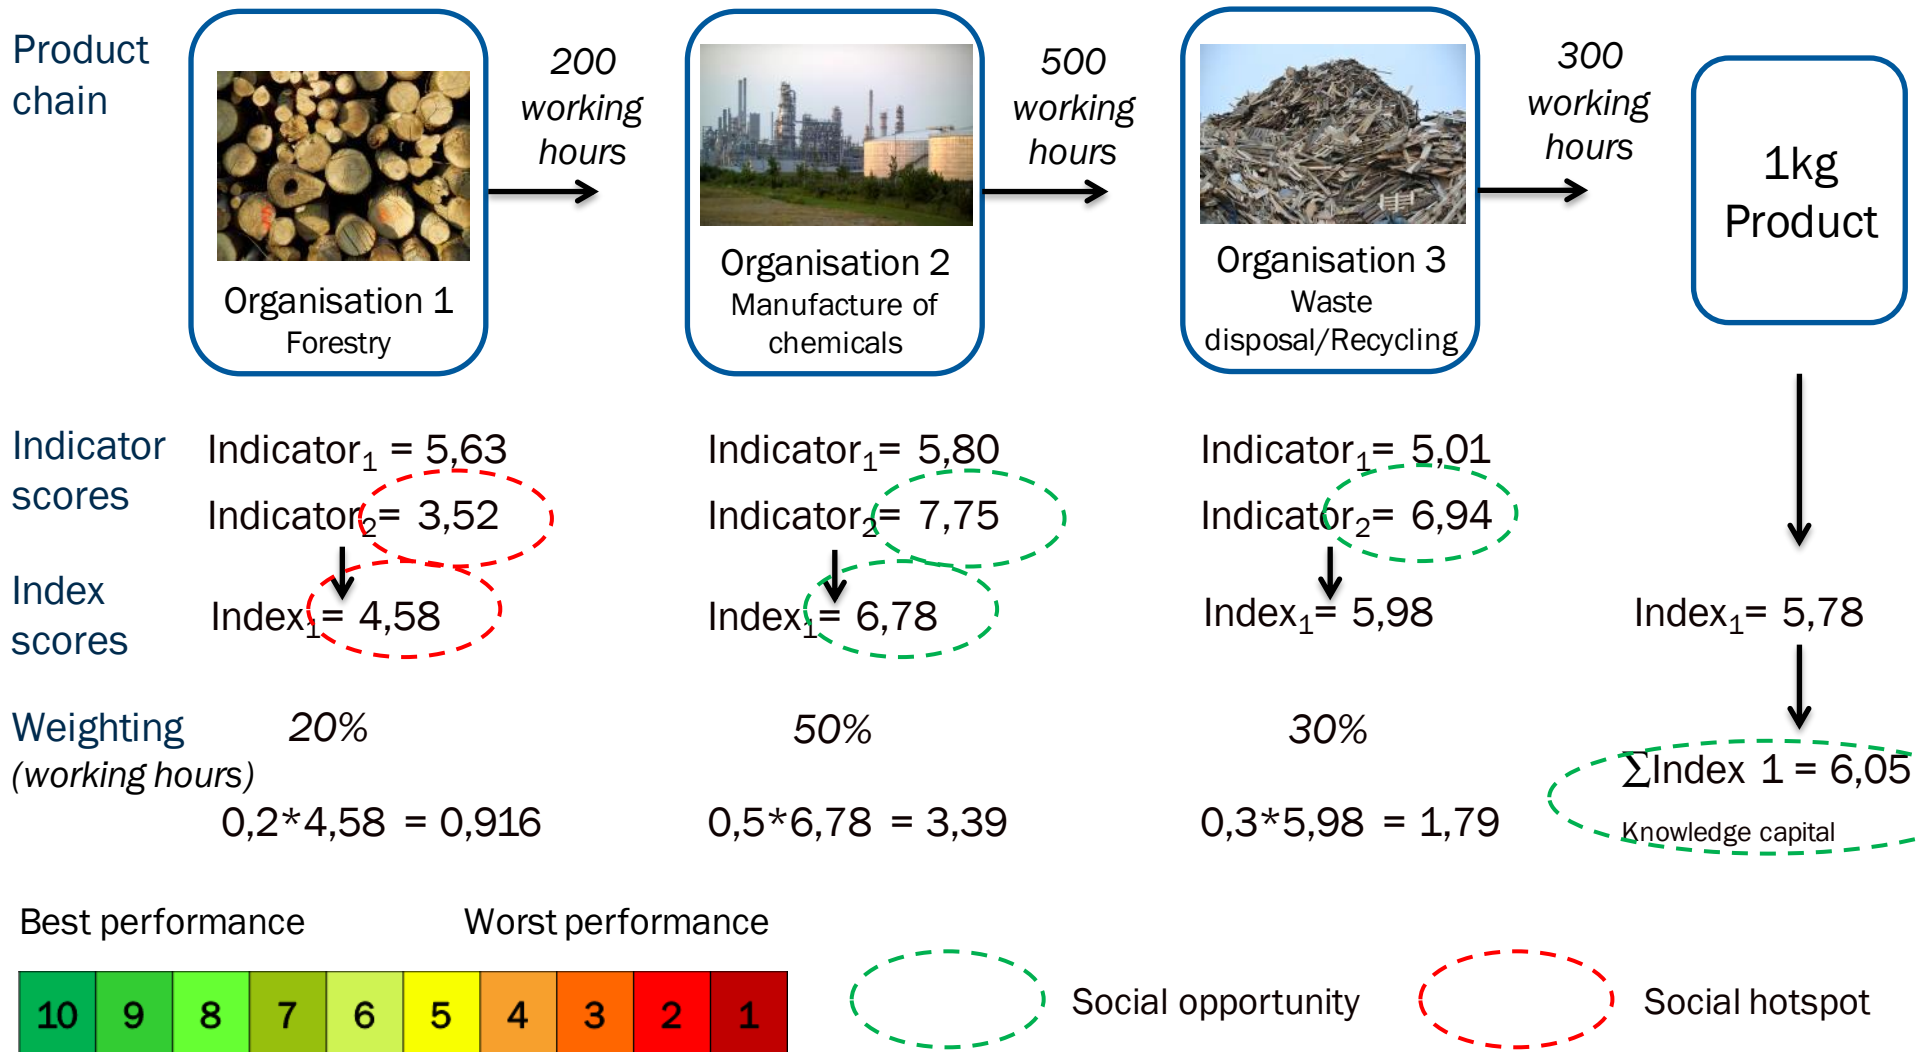 Product
chain
200
working
hours
500
working
hours
300
working
hours
1kg
Product
Organisation 1
Forestry
Organisation 2
Manufacture of
chemicals
Organisation 3
Waste
disposal/Recycling
Indicator
scores
Indicator₁ = 5,63
Indicator₂= 3,52
Indicator₁= 5,80
Indicator₂= 7,75
Indicator₁= 5,01
Indicator₂= 6,94
Index
scores
Index₁= 4,58
Index₁= 6,78
Index₁= 5,98
Index₁= 5,78
Weighting
(working hours)
20%
50%
30%
0,2*4,58 = 0,916
0,5*6,78 = 3,39
0,3*5,98 = 1,79
∑Index 1 = 6,05
Knowledge capital
Best performance
Worst performance
10 9 8 7 6 5 4 3 2 1
Social opportunity
Social hotspot